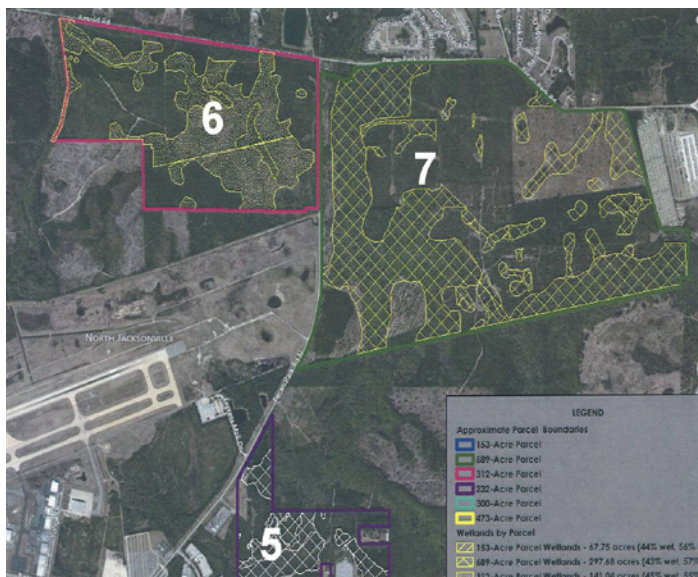 6
7
NORTH JACKSONVILLE
5
LEGEND
Approximate Parcel Boundaries
153-Acre Parcel
689-Acre Parcel
312-Acre Parcel
232-Acre Parcel
300-Acre Parcel
473-Acre Parcel
Wetlands by Parcel
153-Acre Parcel Wetlands - 67.75 acres (44% wet, 56%
689-Acre Parcel Wetlands - 297.68 acres (43% wet, 57%